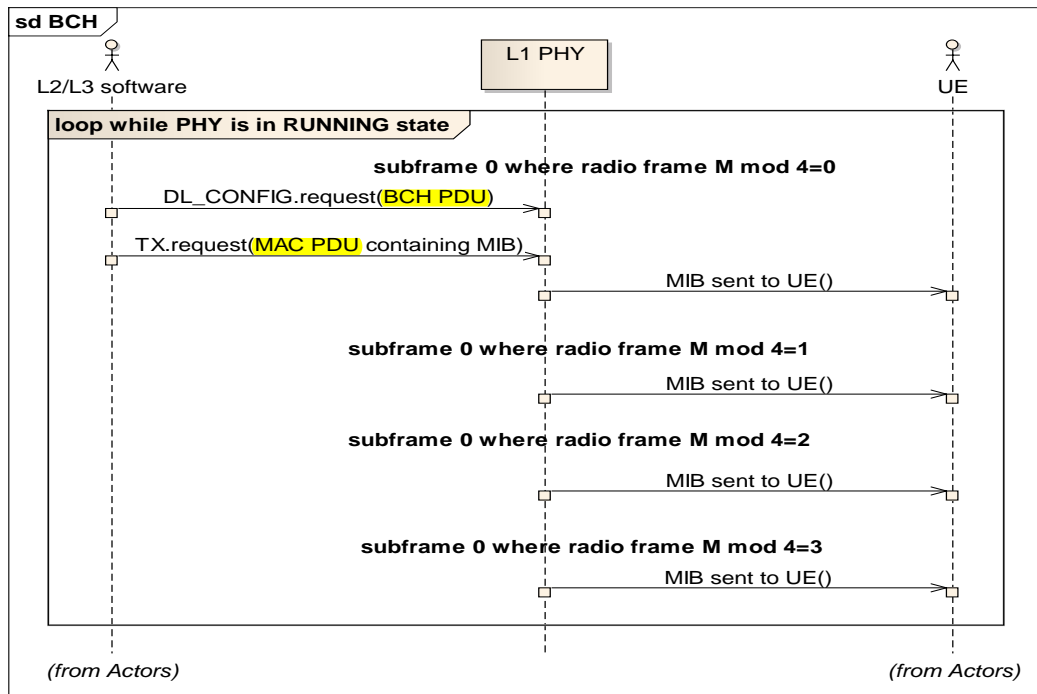 sd BCH
L2/L3 software
L1 PHY
UE
loop while PHY is in RUNNING state
subframe 0 where radio frame M mod 4=0
DL_CONFIG.request(BCH PDU)
TX.request(MAC PDU containing MIB)
MIB sent to UE()
subframe 0 where radio frame M mod 4=1
MIB sent to UE()
subframe 0 where radio frame M mod 4=2
MIB sent to UE()
subframe 0 where radio frame M mod 4=3
MIB sent to UE()
(from Actors)
(from Actors)